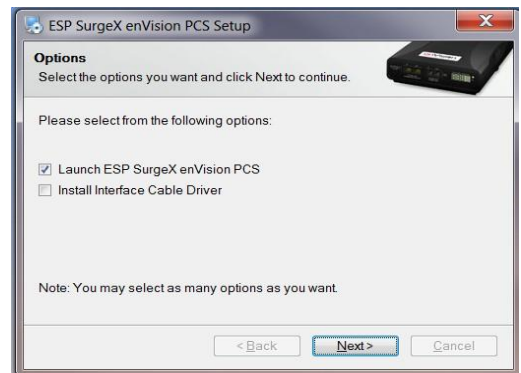 ESP SurgeX enVision PCS Setup
Options
Select the options you want and click Next to continue.
Please select from the following options:
Launch ESP SurgeX enVision PCS
Install Interface Cable Driver
Note: You may select as many options as you want.
< Back Next > Cancel